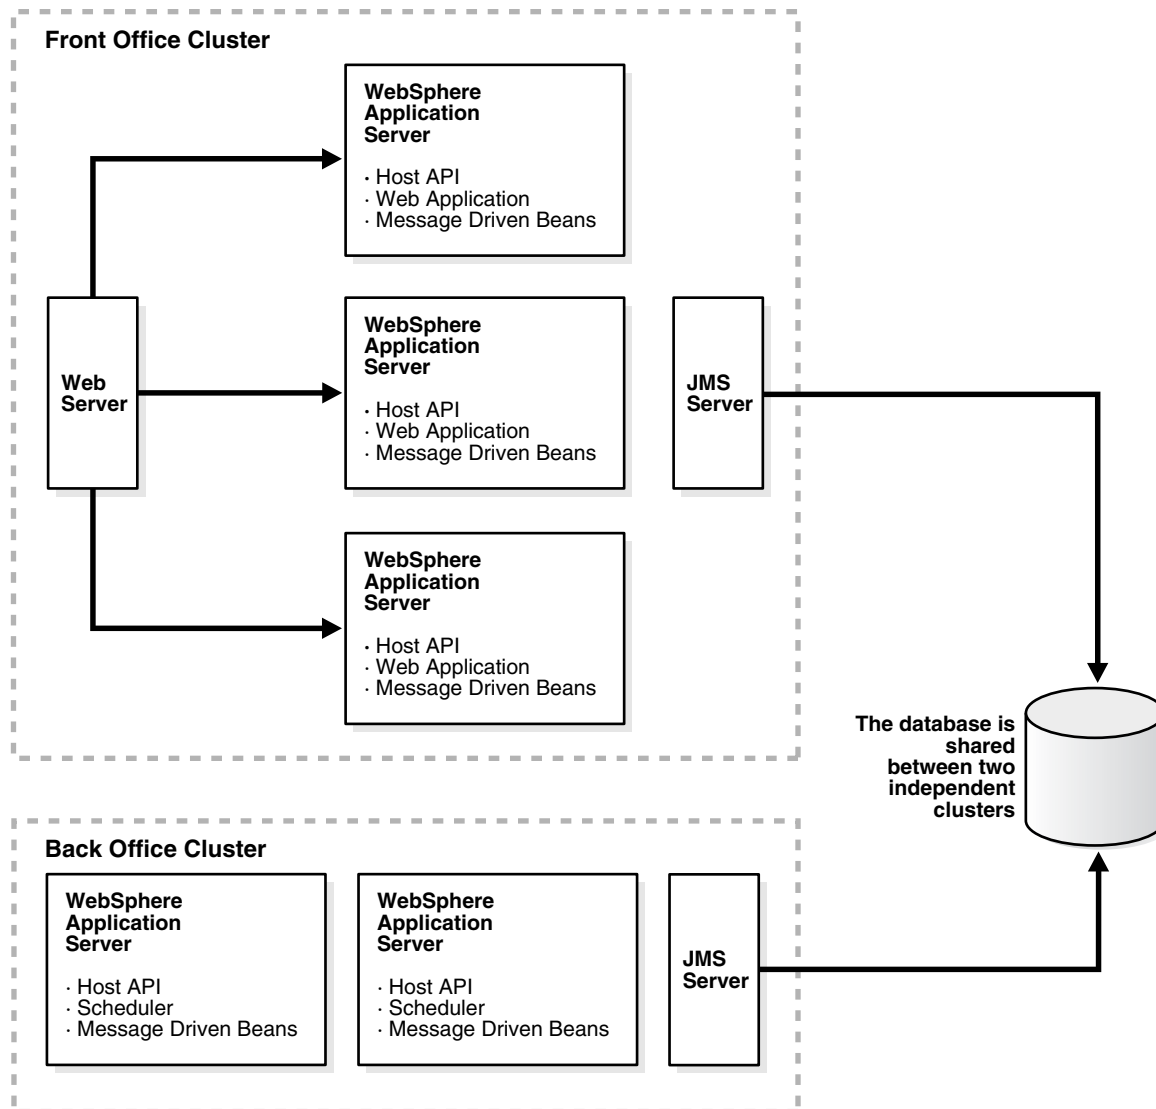 Front Office Cluster
WebSphere
Application
Server
· Host API
· Web Application
· Message Driven Beans
Web
Server
WebSphere
Application
Server
· Host API
· Web Application
· Message Driven Beans
JMS
Server
WebSphere
Application
Server
· Host API
· Web Application
· Message Driven Beans
The database is
shared
between two
independent
clusters
Back Office Cluster
WebSphere
Application
Server
· Host API
· Scheduler
· Message Driven Beans
WebSphere
Application
Server
· Host API
· Scheduler
· Message Driven Beans
JMS
Server